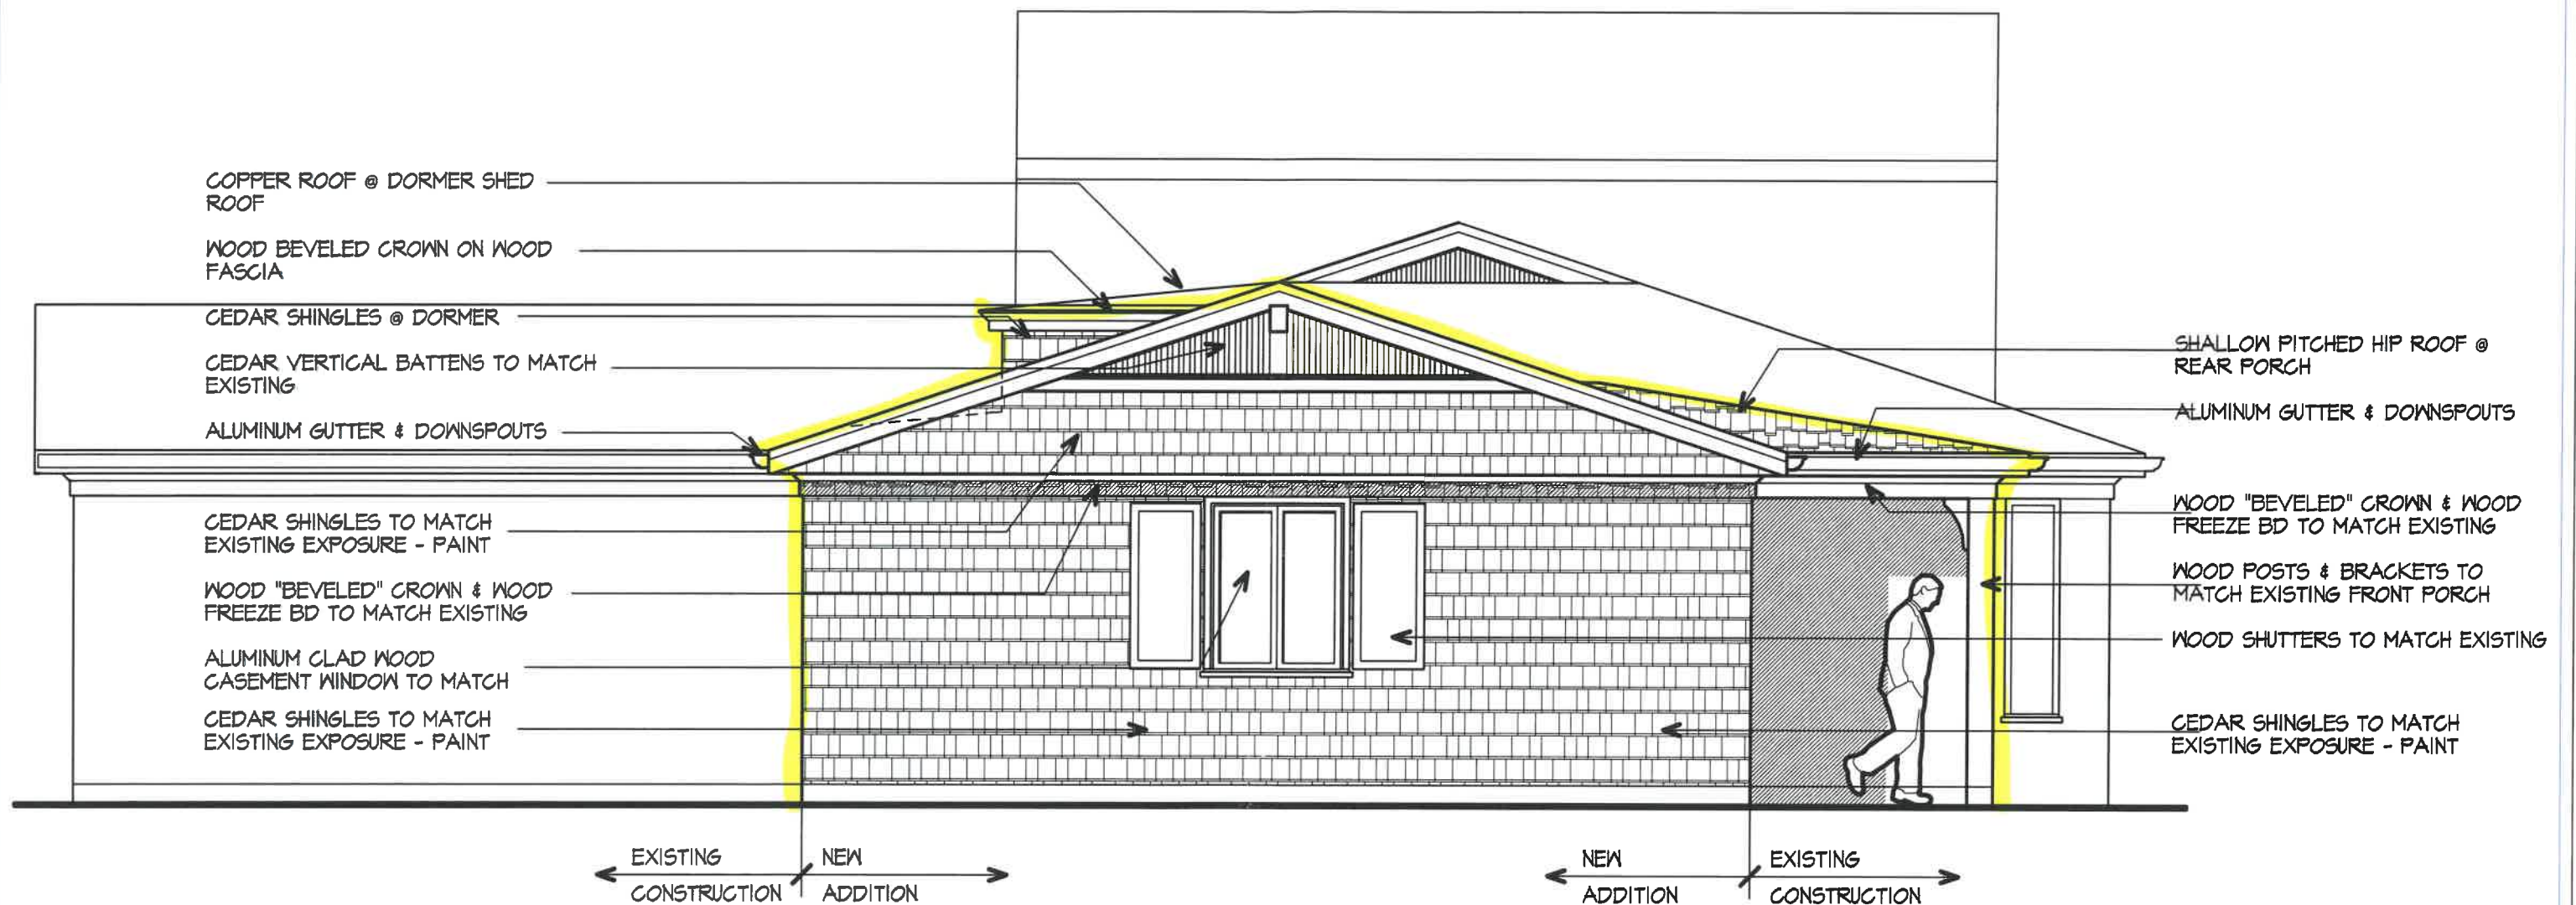 COPPER ROOF @ DORMER SHED
ROOF
WOOD BEVELED CROWN ON WOOD
FASCIA
CEDAR SHINGLES @ DORMER
CEDAR VERTICAL BATTENS TO MATCH
EXISTING
ALUMINUM GUTTER & DOWNSPOUTS
CEDAR SHINGLES TO MATCH
EXISTING EXPOSURE - PAINT
WOOD "BEVELED" CROWN & WOOD
FREEZE BD TO MATCH EXISTING
ALUMINUM CLAD WOOD
CASEMENT WINDOW TO MATCH
CEDAR SHINGLES TO MATCH
EXISTING EXPOSURE - PAINT
SHALLOW PITCHED HIP ROOF @
REAR PORCH
ALUMINUM GUTTER & DOWNSPOUTS
WOOD "BEVELED" CROWN & WOOD
FREEZE BD TO MATCH EXISTING
WOOD POSTS & BRACKETS TO
MATCH EXISTING FRONT PORCH
WOOD SHUTTERS TO MATCH EXISTING
CEDAR SHINGLES TO MATCH
EXISTING EXPOSURE - PAINT
EXISTING
CONSTRUCTION
NEW
ADDITION
NEW
ADDITION
EXISTING
CONSTRUCTION